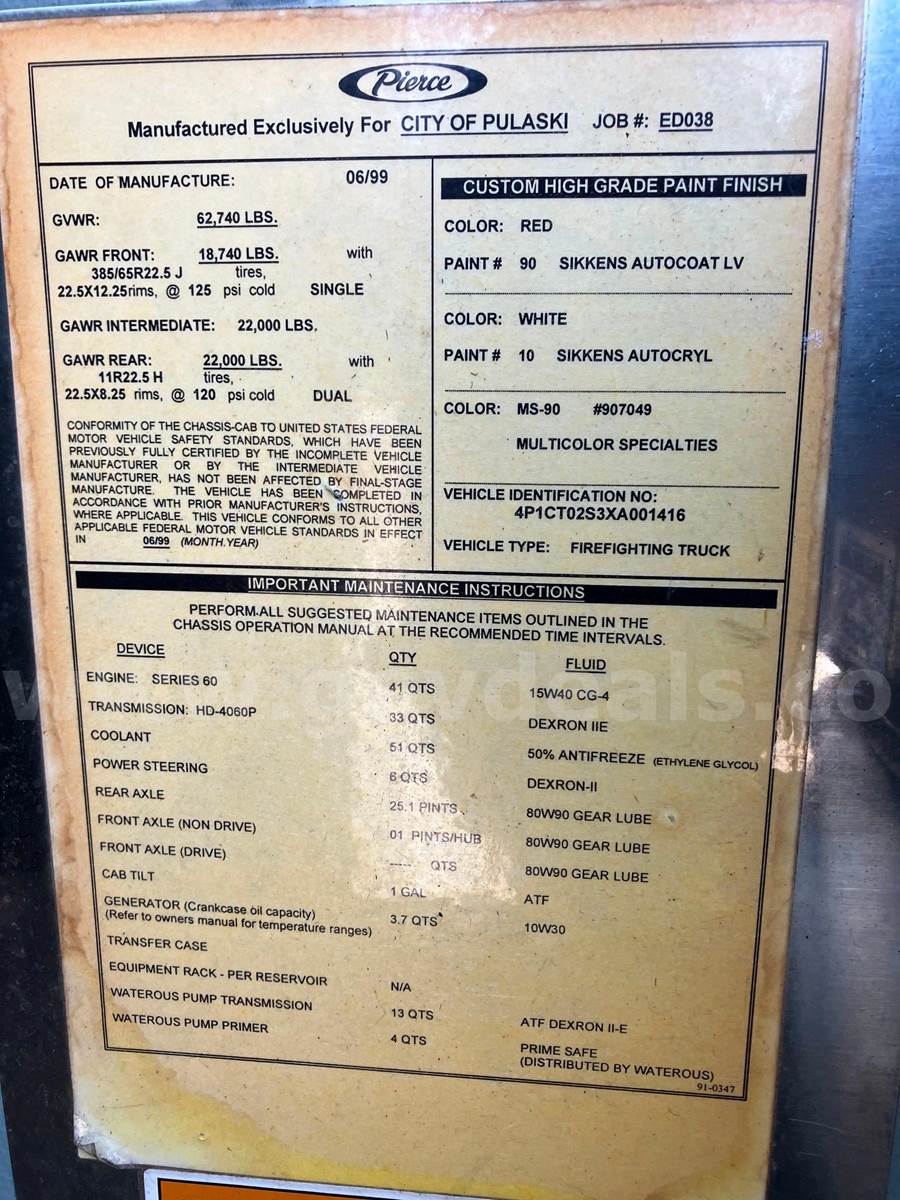 Pierce
Manufactured Exclusively For CITY OF PULASKI JOB #: ED038
DATE OF MANUFACTURE: 06/99
GVWR: 62,740 LBS.
GAWR FRONT: 18,740 LBS. with
385/65R22.5 J tires,
22.5X12.25 rims, @ 125 psi cold SINGLE
GAWR INTERMEDIATE: 22,000 LBS.
GAWR REAR: 22,000 LBS. with
11R22.5 H tires,
22.5X8.25 rims, @ 120 psi cold DUAL
CONFORMITY OF THE CHASSIS-CAB TO UNITED STATES FEDERAL
MOTOR VEHICLE SAFETY STANDARDS, WHICH HAVE BEEN
PREVIOUSLY FULLY CERTIFIED BY THE INCOMPLETE VEHICLE
MANUFACTURER OR BY THE INTERMEDIATE VEHICLE
MANUFACTURER, HAS NOT BEEN AFFECTED BY FINAL-STAGE
MANUFACTURE. THE VEHICLE HAS BEEN COMPLETED IN
ACCORDANCE WITH PRIOR MANUFACTURER'S INSTRUCTIONS,
WHERE APPLICABLE. THIS VEHICLE CONFORMS TO ALL OTHER
APPLICABLE FEDERAL MOTOR VEHICLE STANDARDS IN EFFECT
IN 06/99 (MONTH.YEAR)
CUSTOM HIGH GRADE PAINT FINISH
COLOR: RED
PAINT # 90 SIKKENS AUTOCOAT LV
COLOR: WHITE
PAINT # 10 SIKKENS AUTOCRYL
COLOR: MS-90 #907049
MULTICOLOR SPECIALTIES
VEHICLE IDENTIFICATION NO:
4P1CT02S3XA001416
VEHICLE TYPE: FIREFIGHTING TRUCK
IMPORTANT MAINTENANCE INSTRUCTIONS
PERFORM ALL SUGGESTED MAINTENANCE ITEMS OUTLINED IN THE
CHASSIS OPERATION MANUAL AT THE RECOMMENDED TIME INTERVALS.
DEVICE QTY FLUID
ENGINE: SERIES 60 41 QTS 15W40 CG-4
TRANSMISSION: HD-4060P 33 QTS DEXRON IIE
COOLANT 51 QTS 50% ANTIFREEZE (ETHYLENE GLYCOL)
POWER STEERING 6 QTS DEXRON-II
REAR AXLE 25.1 PINTS 80W90 GEAR LUBE
FRONT AXLE (NON DRIVE) 01 PINTS/HUB 80W90 GEAR LUBE
FRONT AXLE (DRIVE) ---- QTS 80W90 GEAR LUBE
CAB TILT 1 GAL ATF
GENERATOR (Crankcase oil capacity) 3.7 QTS 10W30
(Refer to owners manual for temperature ranges)
TRANSFER CASE
EQUIPMENT RACK - PER RESERVOIR N/A
WATEROUS PUMP TRANSMISSION 13 QTS ATF DEXRON II-E
WATEROUS PUMP PRIMER 4 QTS PRIME SAFE
(DISTRIBUTED BY WATEROUS)
91-0347